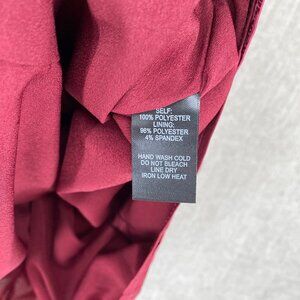 SELF:
100% POLYESTER
LINING:
96% POLYESTER
4% SPANDEX
HAND WASH COLD
DO NOT BLEACH
LINE DRY
IRON LOW HEAT